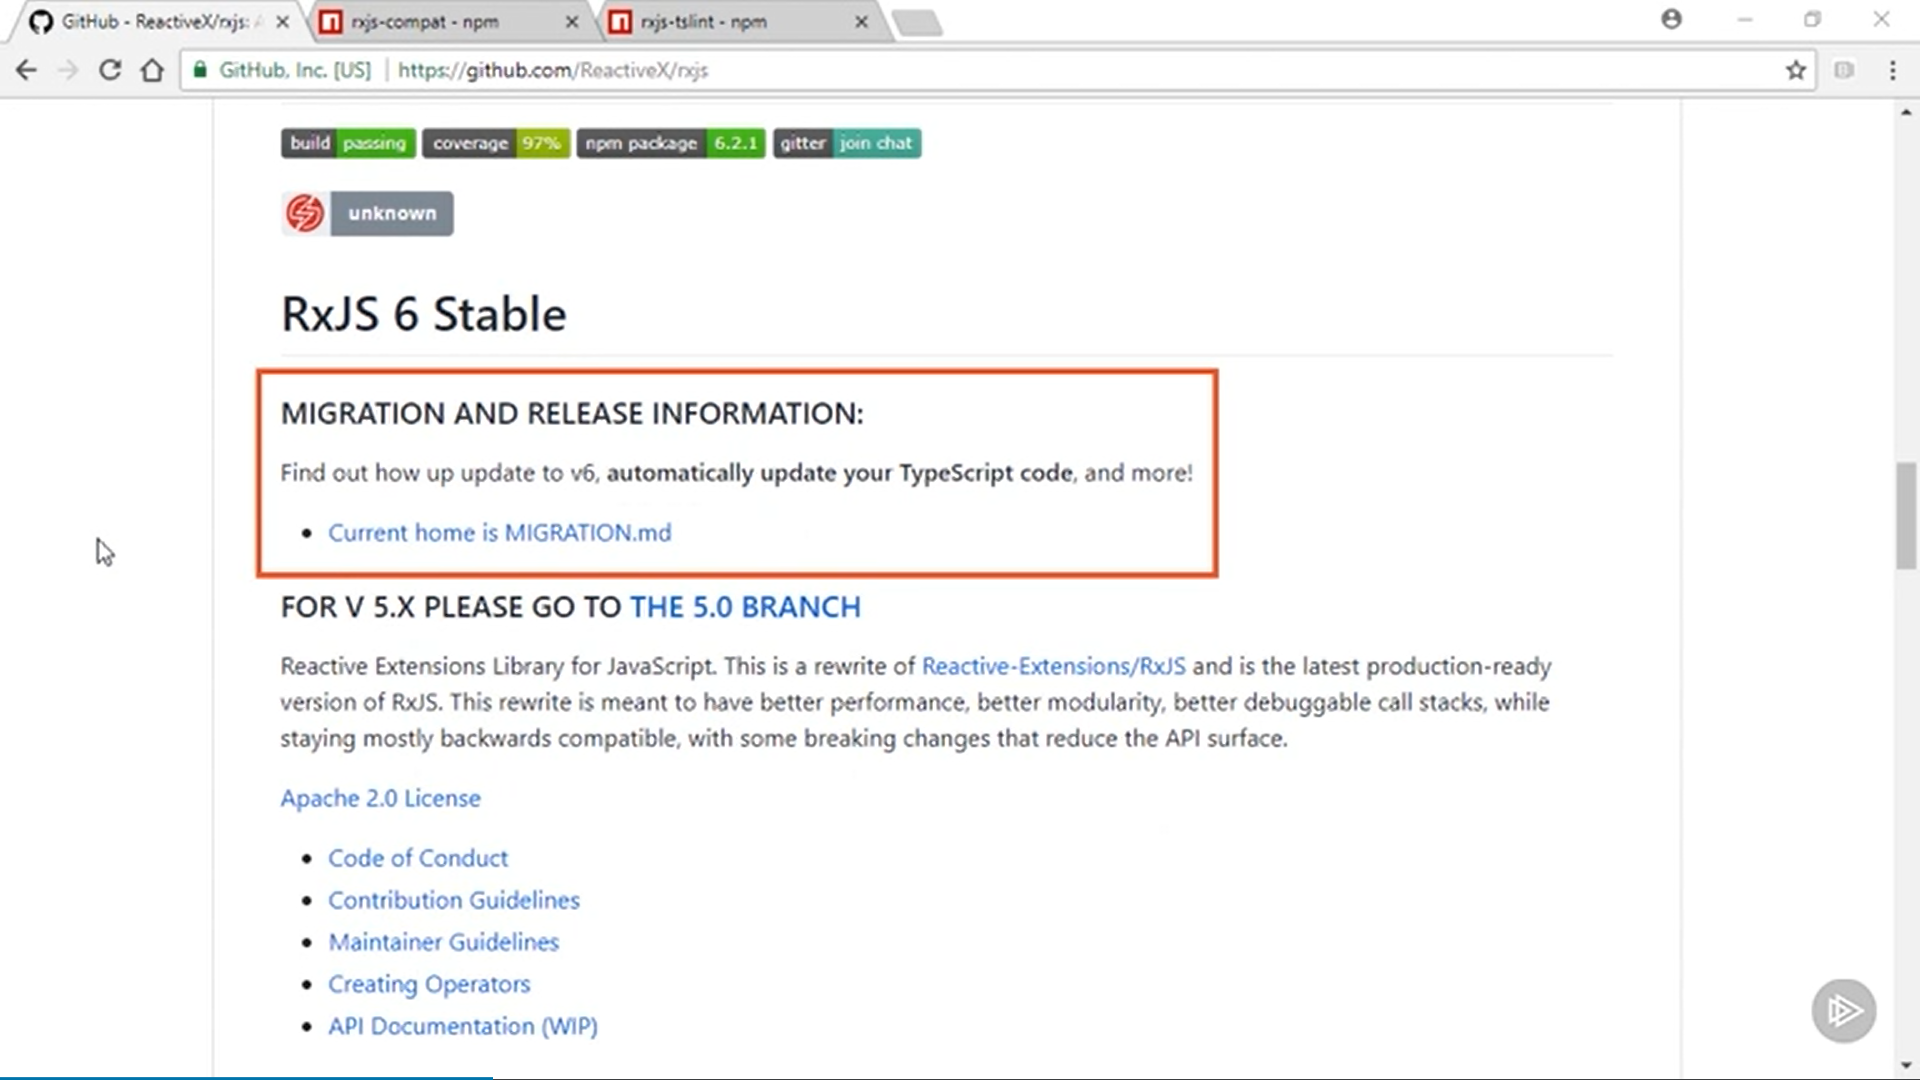 GitHub - ReactiveX/rxjs: A
rxjs-compat - npm
rxjs-tslint - npm
GitHub, Inc. [US]
https://github.com/ReactiveX/rxjs
build passing
coverage 97%
npm package 6.2.1
gitter join chat
unknown
RxJS 6 Stable
MIGRATION AND RELEASE INFORMATION:
Find out how up update to v6, automatically update your TypeScript code, and more!
Current home is MIGRATION.md
FOR V 5.X PLEASE GO TO THE 5.0 BRANCH
Reactive Extensions Library for JavaScript. This is a rewrite of Reactive-Extensions/RxJS and is the latest production-ready
version of RxJS. This rewrite is meant to have better performance, better modularity, better debuggable call stacks, while
staying mostly backwards compatible, with some breaking changes that reduce the API surface.
Apache 2.0 License
Code of Conduct
Contribution Guidelines
Maintainer Guidelines
Creating Operators
API Documentation (WIP)